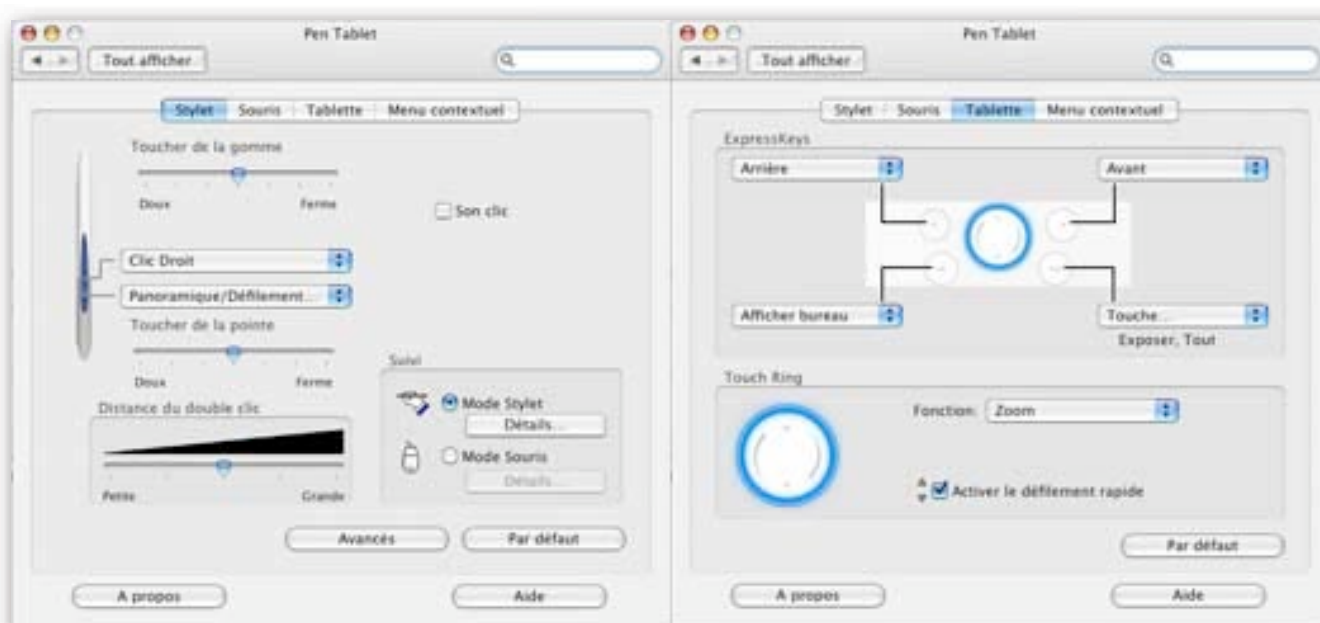 Pen Tablet
Tout afficher
Stylet Souris Tablette Menu contextuel
Toucher de la gomme
Doux Ferme
Son clic
Clic Droit
Panoramique/Défilement...
Toucher de la pointe
Doux Ferme
Distance du double clic
Petite Grande
Suivi
Mode Stylet
Détails...
Mode Souris
Détails...
Avancés Par défaut
A propos Aide
Pen Tablet
Tout afficher
Stylet Souris Tablette Menu contextuel
ExpressKeys
Arrière Avant
Afficher bureau Touche...
Exposer, Tout
Touch Ring
Fonction: Zoom
Activer le défilement rapide
Par défaut
A propos Aide